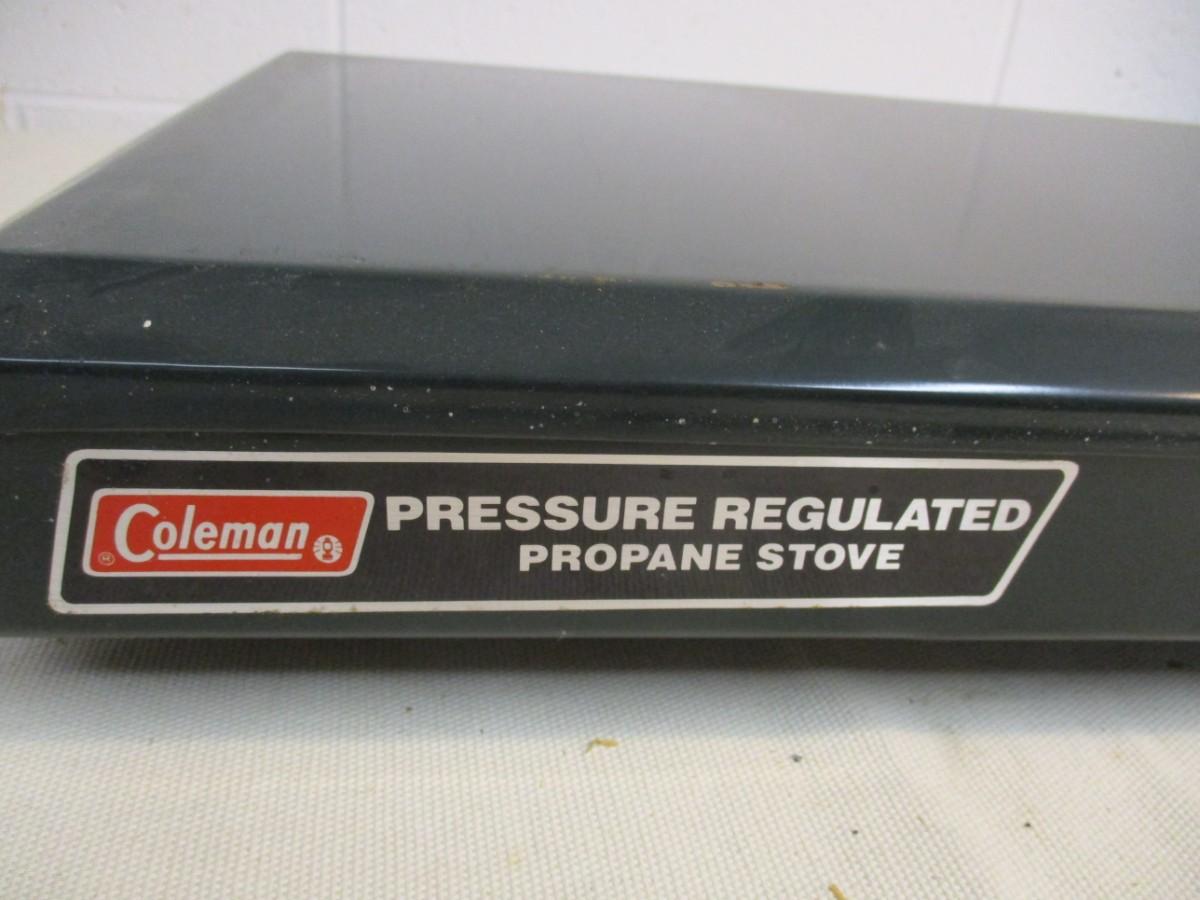 Coleman ®
PRESSURE REGULATED
PROPANE STOVE